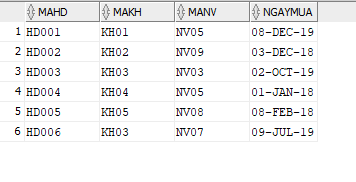 MAHD MAKH MANV NGAYMUA
1 HD001 KH01 NV05 08-DEC-19
2 HD002 KH02 NV09 03-DEC-18
3 HD003 KH03 NV03 02-OCT-19
4 HD004 KH04 NV05 01-JAN-18
5 HD005 KH05 NV08 08-FEB-18
6 HD006 KH03 NV07 09-JUL-19